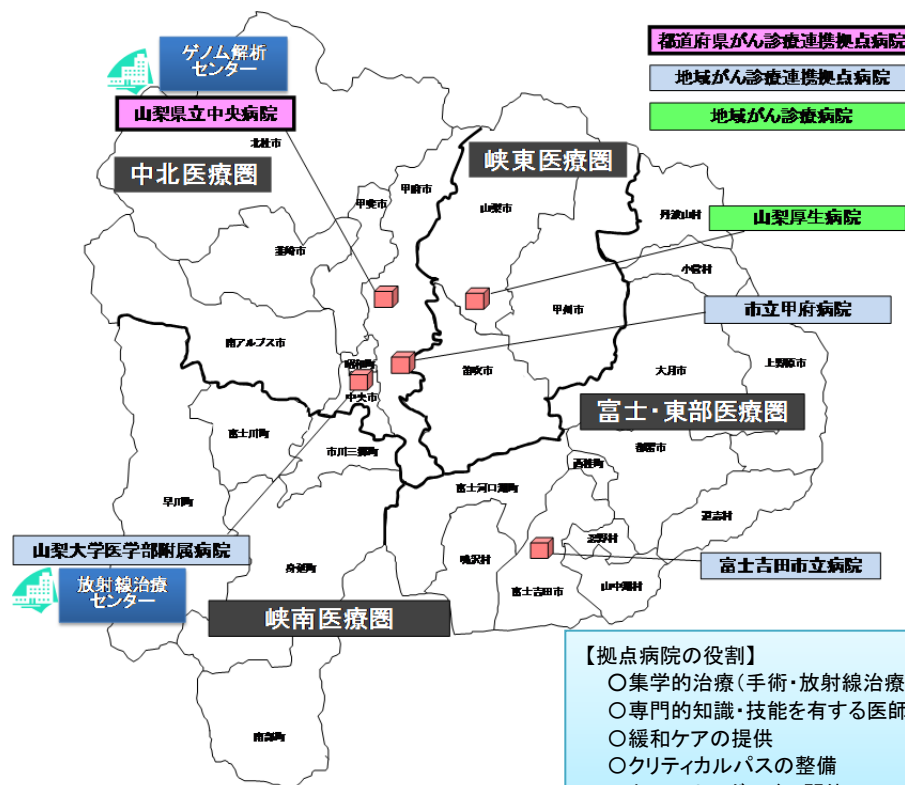 ゲノム解析
センター
都道府県がん診療連携拠点病院
地域がん診療連携拠点病院
地域がん診療病院
山梨県立中央病院
北杜市
中北医療圏
峡東医療圏
甲府市
甲斐市
山梨市
丹波山村
山梨厚生病院
韮崎市
小菅村
甲州市
市立甲府病院
南アルプス市
昭和町
笛吹市
大月市
上野原市
中央市
富士・東部医療圏
富士川町
市川三郷町
都留市
西桂町
富士河口湖町
早川町
道志村
山梨大学医学部附属病院
忍野村
鳴沢村
身延町
富士吉田市立病院
放射線治療
センター
富士吉田市
山中湖村
峡南医療圏
南部町
【拠点病院の役割】
○集学的治療(手術・放射線治療
○専門的知識・技能を有する医師
○緩和ケアの提供
○クリティカルパスの整備